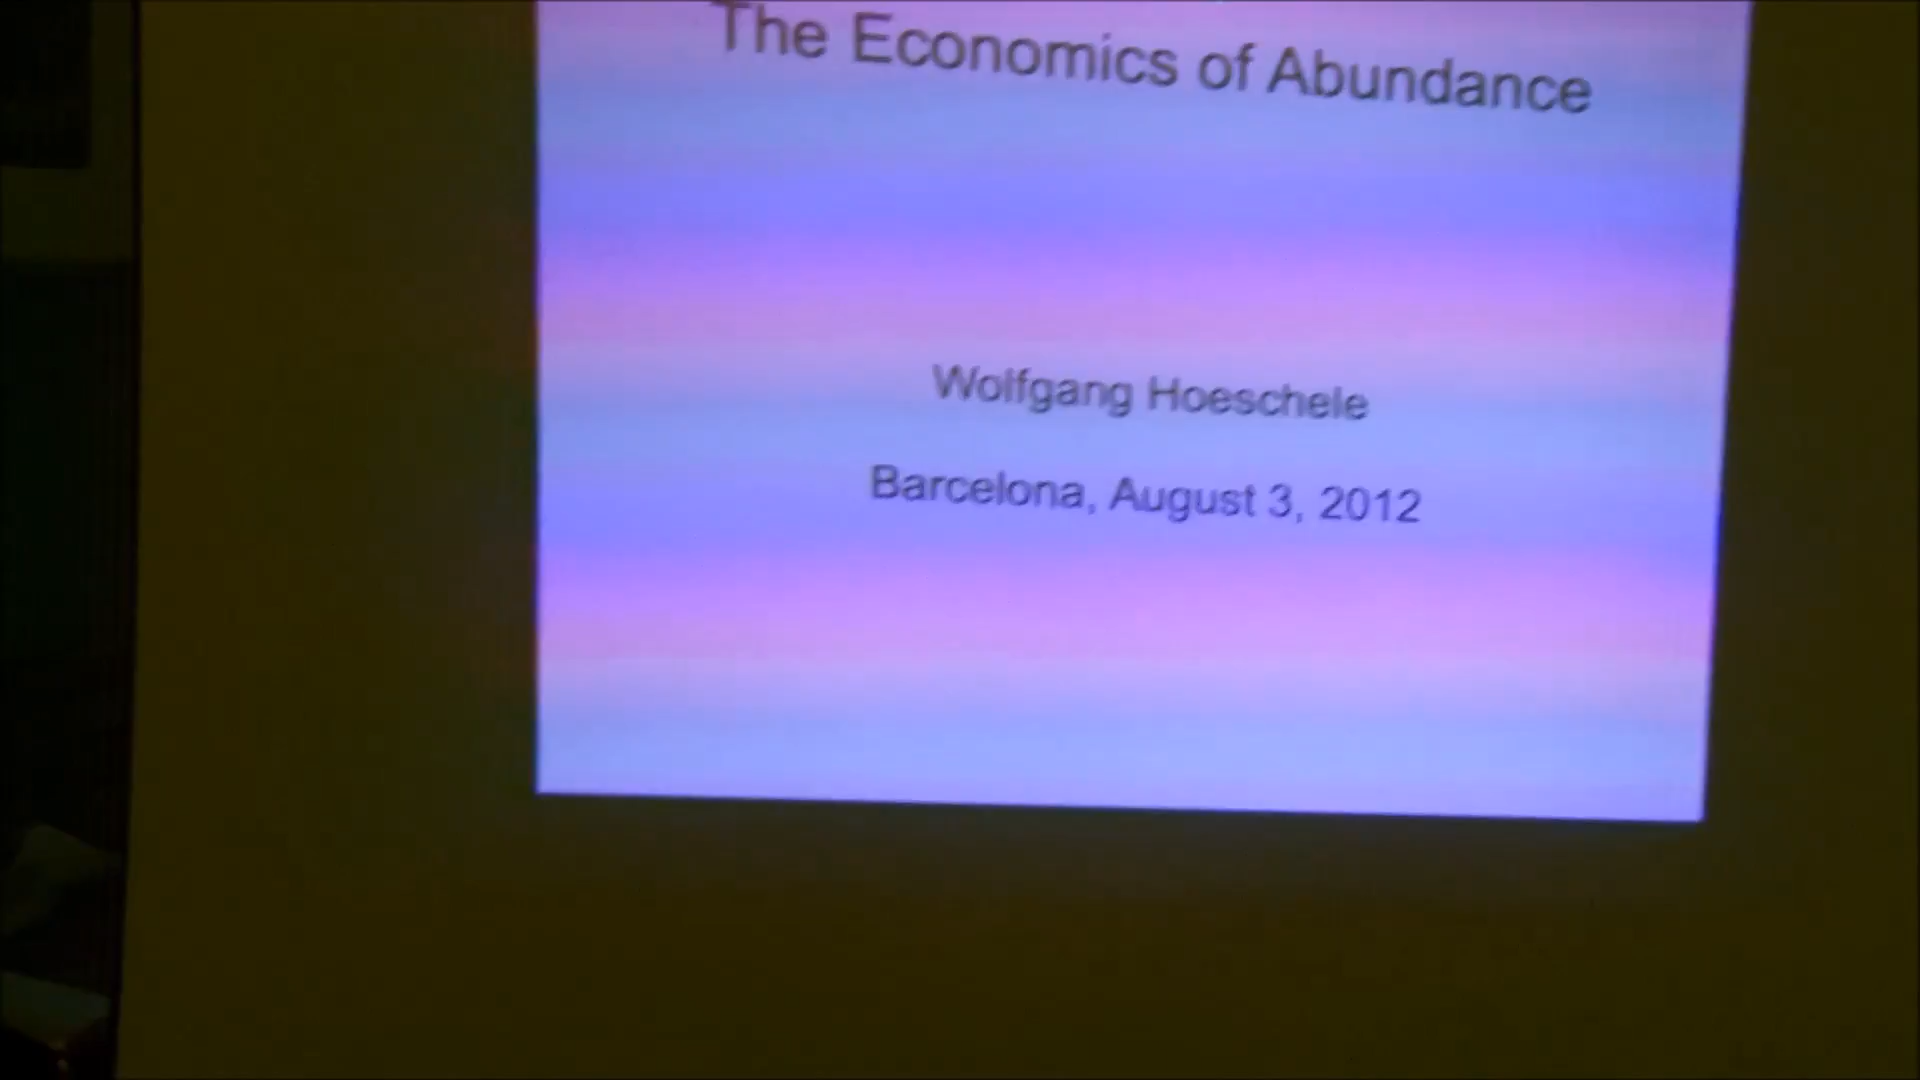 The Economics of Abundance
Wolfgang Hoeschele
Barcelona, August 3, 2012